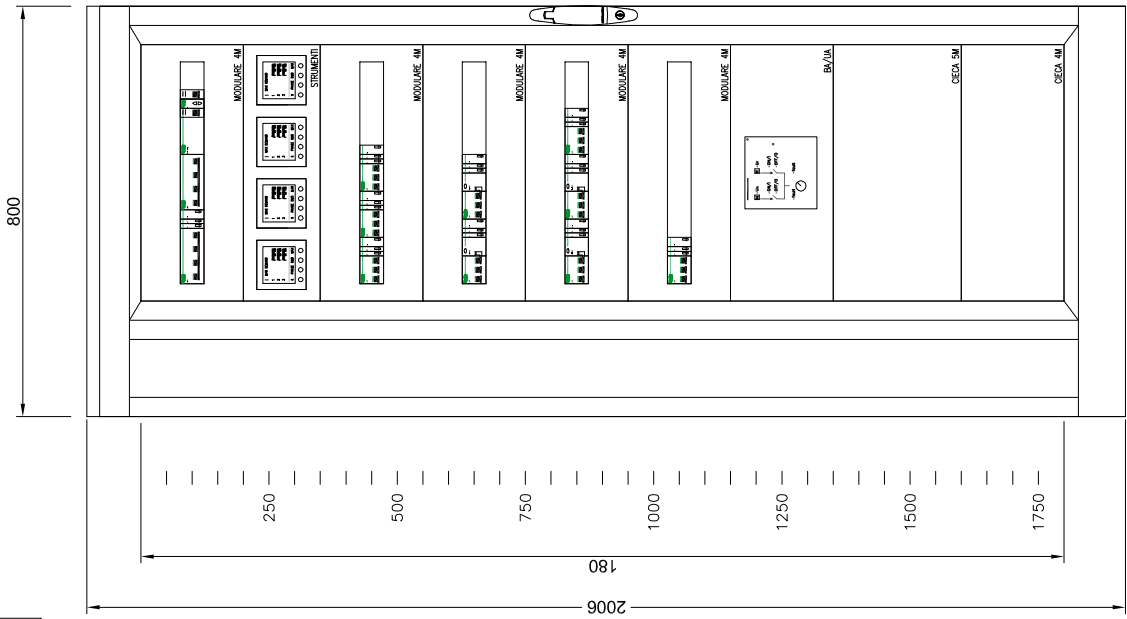 800
MODULARE 4M
STRUMENTI
MODULARE 4M
MODULARE 4M
MODULARE 4M
MODULARE 4M
BA/UA
CIECA 5M
CIECA 4M
250
500
750
1000
1250
1500
1750
180
2006